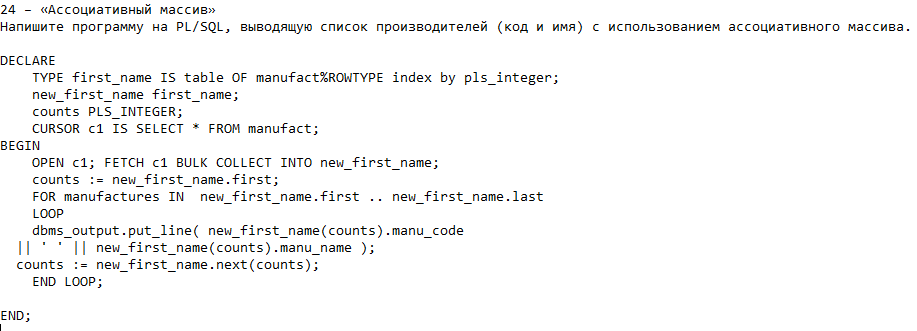 24 – «Ассоциативный массив»
Напишите программу на PL/SQL, выводящую список производителей (код и имя) с использованием ассоциативного массива.
DECLARE
    TYPE first_name IS table OF manufact%ROWTYPE index by pls_integer;
    new_first_name first_name;
    counts PLS_INTEGER;
    CURSOR c1 IS SELECT * FROM manufact;
BEGIN
    OPEN c1; FETCH c1 BULK COLLECT INTO new_first_name;
    counts := new_first_name.first;
    FOR manufactures IN  new_first_name.first .. new_first_name.last
    LOOP
    dbms_output.put_line( new_first_name(counts).manu_code
  || ' ' || new_first_name(counts).manu_name );
  counts := new_first_name.next(counts);
    END LOOP;
END;